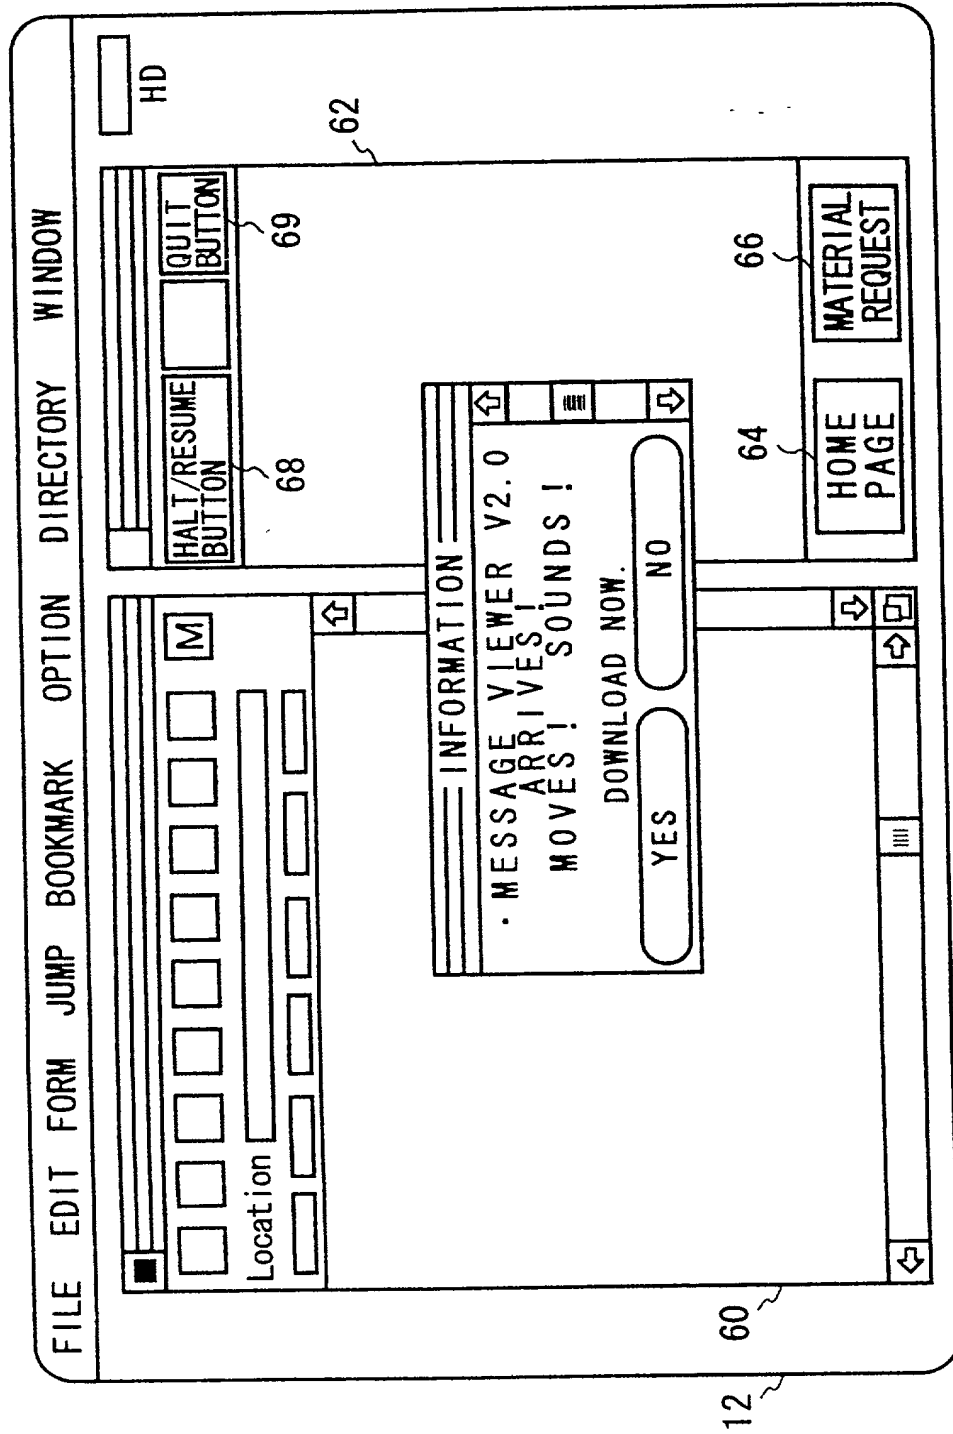 FILE EDIT FORM JUMP BOOKMARK OPTION DIRECTORY WINDOW
HD
M
Location
HALT/RESUME
BUTTON
68
QUIT
BUTTON
69
62
INFORMATION
· MESSAGE VIEWER V2.0
ARRIVES!
MOVES! SOUNDS!
DOWNLOAD NOW.
YES
NO
64
66
HOME
PAGE
MATERIAL
REQUEST
60
12